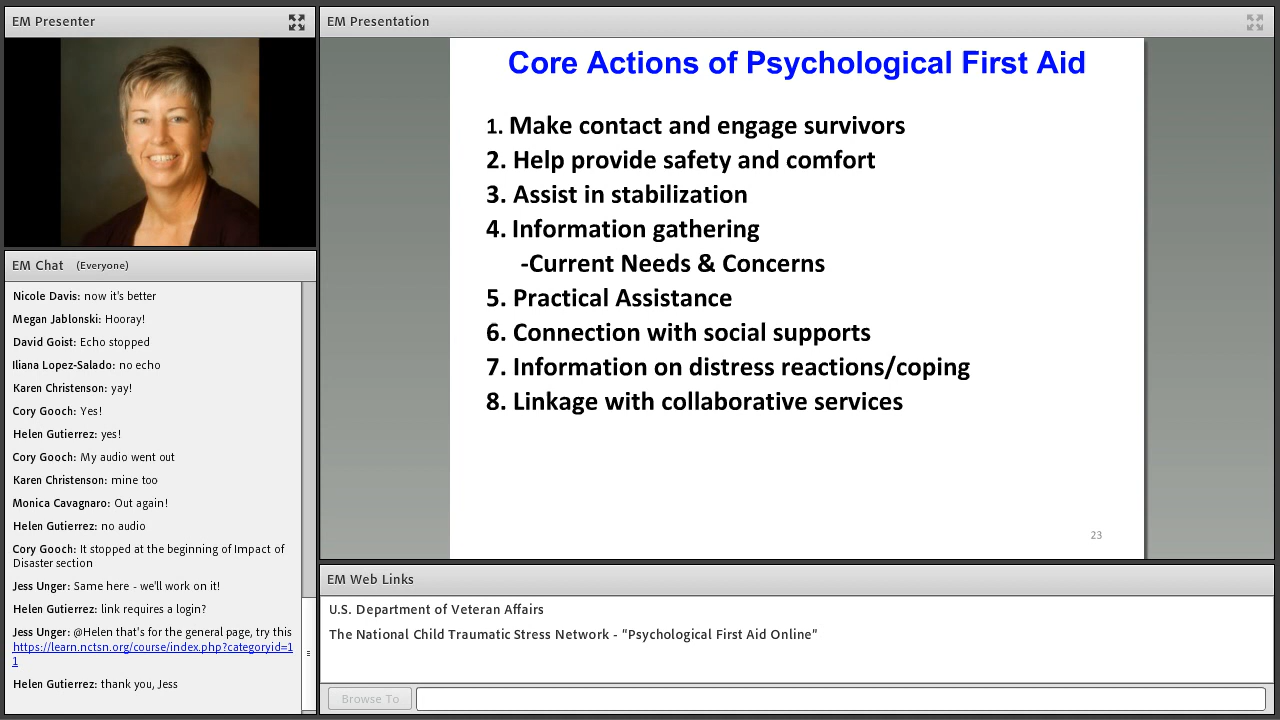 EM Presenter
EM Chat (Everyone)
Nicole Davis: now it's better
Megan Jablonski: Hooray!
David Goist: Echo stopped
Iliana Lopez-Salado: no echo
Karen Christenson: yay!
Cory Gooch: Yes!
Helen Gutierrez: yes!
Cory Gooch: My audio went out
Karen Christenson: mine too
Monica Cavagnaro: Out again!
Helen Gutierrez: no audio
Cory Gooch: It stopped at the beginning of Impact of
Disaster section
Jess Unger: Same here - we'll work on it!
Helen Gutierrez: link requires a login?
Jess Unger: @Helen that's for the general page, try this
https://learn.nctsn.org/course/index.php?categoryid=1
1
Helen Gutierrez: thank you, Jess
EM Presentation
Core Actions of Psychological First Aid
1. Make contact and engage survivors
2. Help provide safety and comfort
3. Assist in stabilization
4. Information gathering
-Current Needs & Concerns
5. Practical Assistance
6. Connection with social supports
7. Information on distress reactions/coping
8. Linkage with collaborative services
23
EM Web Links
U.S. Department of Veteran Affairs
The National Child Traumatic Stress Network - "Psychological First Aid Online"
Browse To